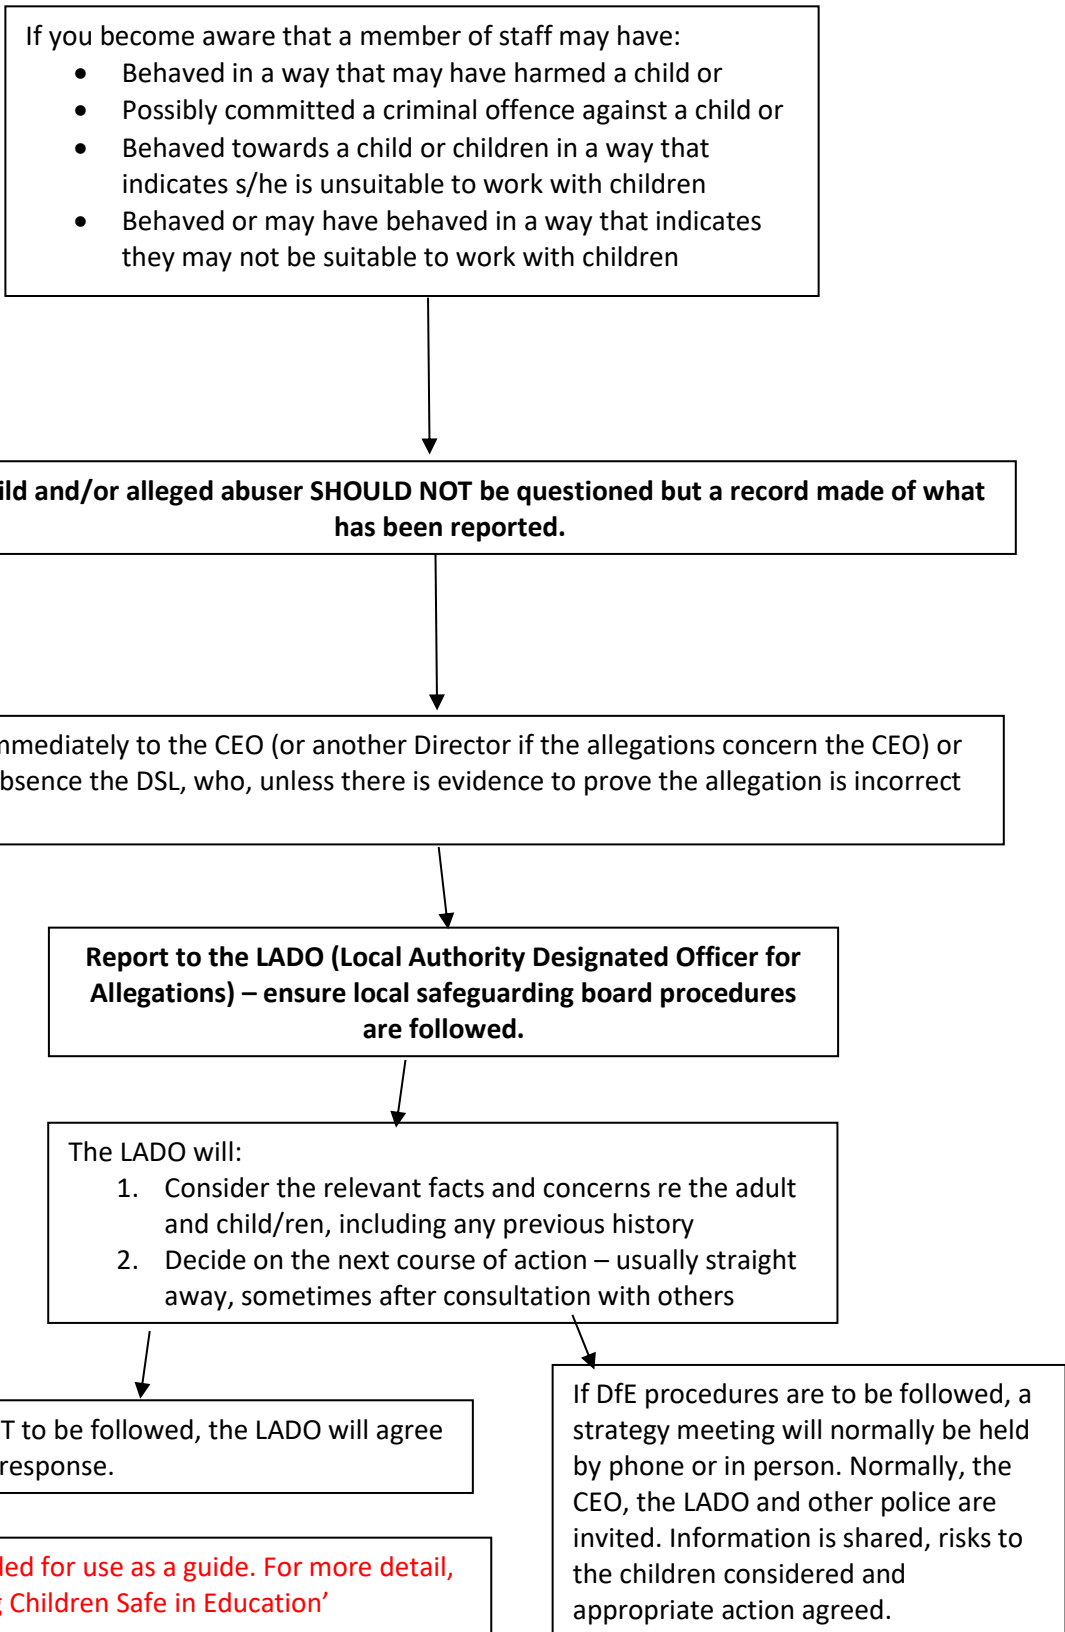 If you become aware that a member of staff may have:
• Behaved in a way that may have harmed a child or
• Possibly committed a criminal offence against a child or
• Behaved towards a child or children in a way that
indicates s/he is unsuitable to work with children
• Behaved or may have behaved in a way that indicates
they may not be suitable to work with children
ild and/or alleged abuser SHOULD NOT be questioned but a record made of what
has been reported.
mmediately to the CEO (or another Director if the allegations concern the CEO) or
bsence the DSL, who, unless there is evidence to prove the allegation is incorrect
Report to the LADO (Local Authority Designated Officer for
Allegations) – ensure local safeguarding board procedures
are followed.
The LADO will:
1. Consider the relevant facts and concerns re the adult
and child/ren, including any previous history
2. Decide on the next course of action – usually straight
away, sometimes after consultation with others
T to be followed, the LADO will agree
response.
If DfE procedures are to be followed, a
strategy meeting will normally be held
by phone or in person. Normally, the
CEO, the LADO and other police are
invited. Information is shared, risks to
the children considered and
appropriate action agreed.
ded for use as a guide. For more detail,
g Children Safe in Education’